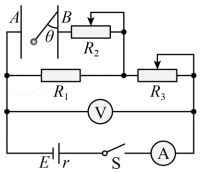 A B
θ R₂
R₁ R₃
V
E r S A